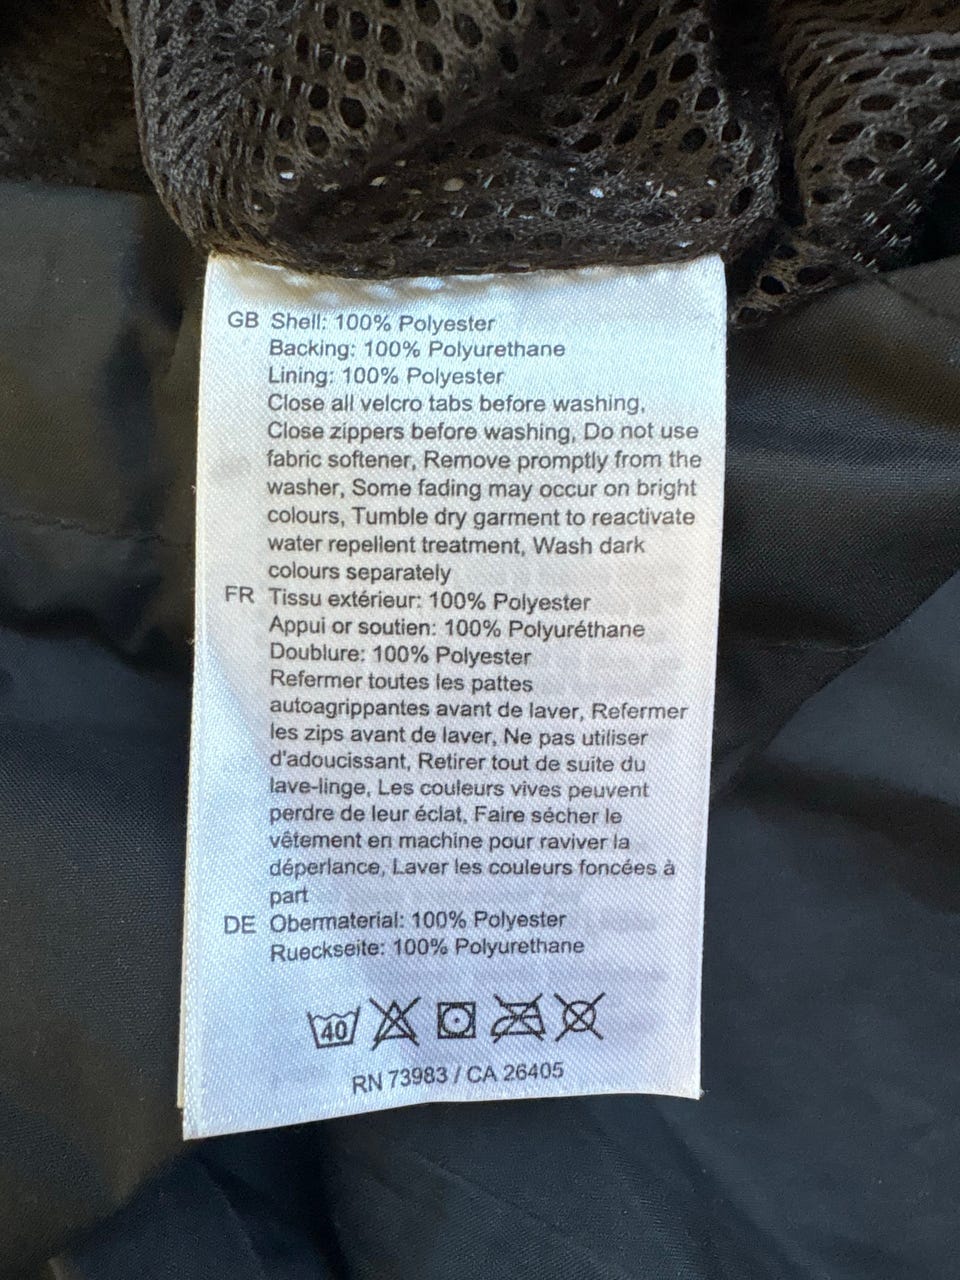 GB Shell: 100% Polyester
Backing: 100% Polyurethane
Lining: 100% Polyester
Close all velcro tabs before washing,
Close zippers before washing, Do not use
fabric softener, Remove promptly from the
washer, Some fading may occur on bright
colours, Tumble dry garment to reactivate
water repellent treatment, Wash dark
colours separately
FR Tissu extérieur: 100% Polyester
Appui or soutien: 100% Polyuréthane
Doublure: 100% Polyester
Refermer toutes les pattes
autoagrippantes avant de laver, Refermer
les zips avant de laver, Ne pas utiliser
d'adoucissant, Retirer tout de suite du
lave-linge, Les couleurs vives peuvent
perdre de leur éclat, Faire sécher le
vêtement en machine pour raviver la
déperlance, Laver les couleurs foncées à
part
DE Obermaterial: 100% Polyester
Rueckseite: 100% Polyurethane
40
RN 73983 / CA 26405